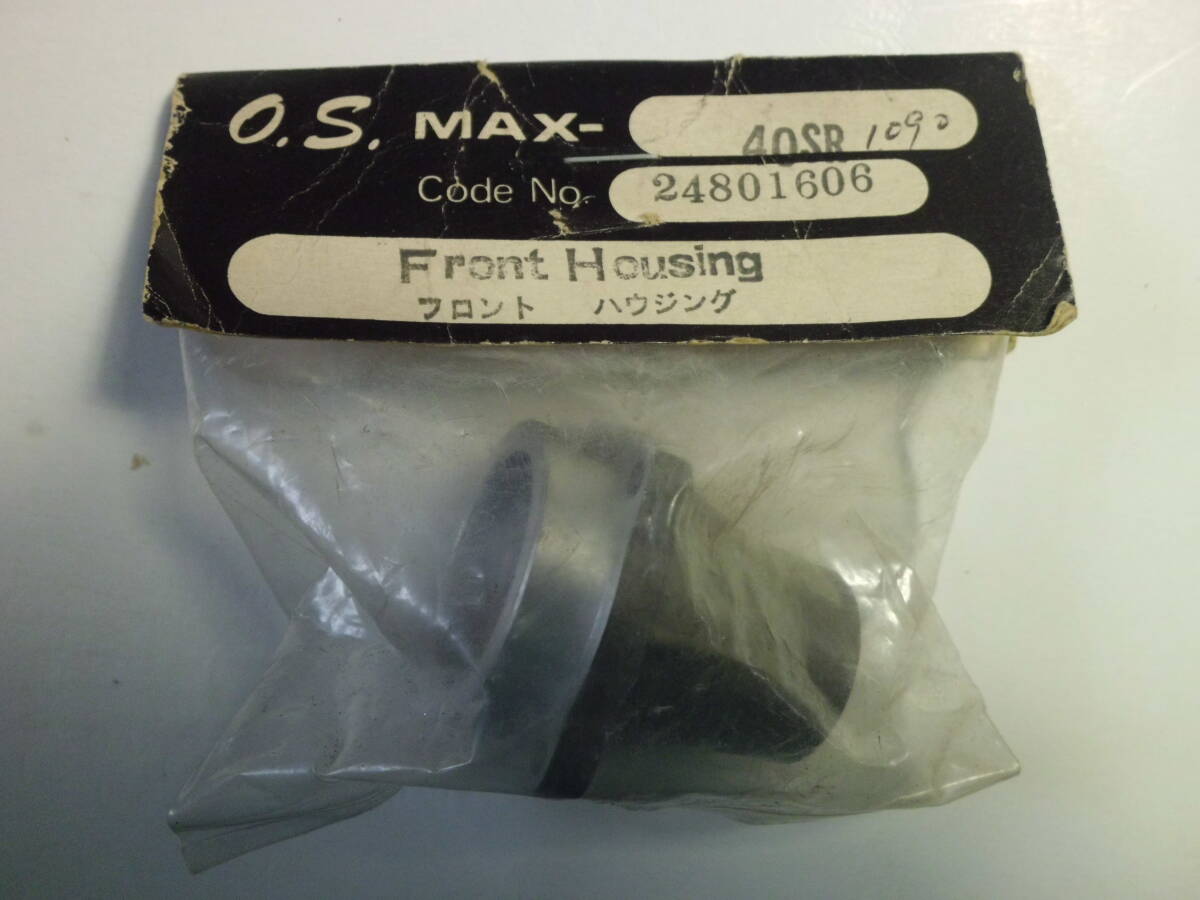 O.S. MAX- 40SR 1090
Code No. 24801606
Front Housing
フロント ハウジング